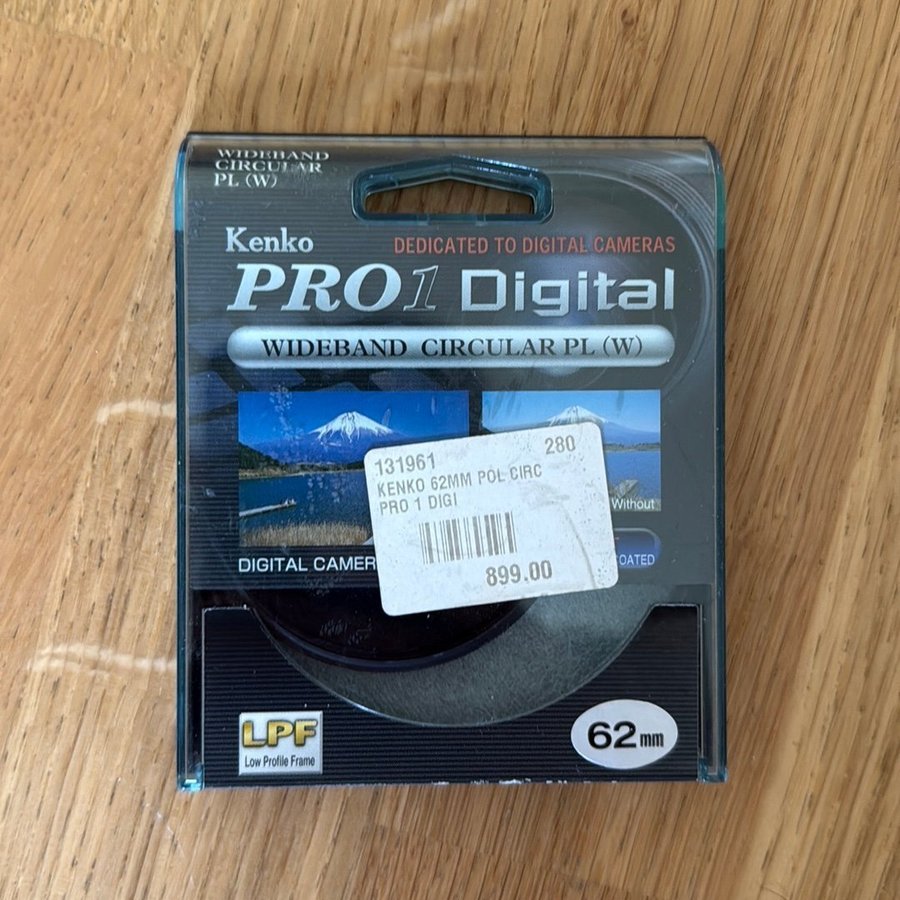 WIDEBAND
CIRCULAR
PL (W)
Kenko
DEDICATED TO DIGITAL CAMERAS
PRO1 Digital
WIDEBAND CIRCULAR PL (W)
131961 280
KENKO 62MM POL CIRC
PRO 1 DIGI
899.00
Without
DIGITAL CAMER
COATED
LPF
Low Profile Frame
62mm